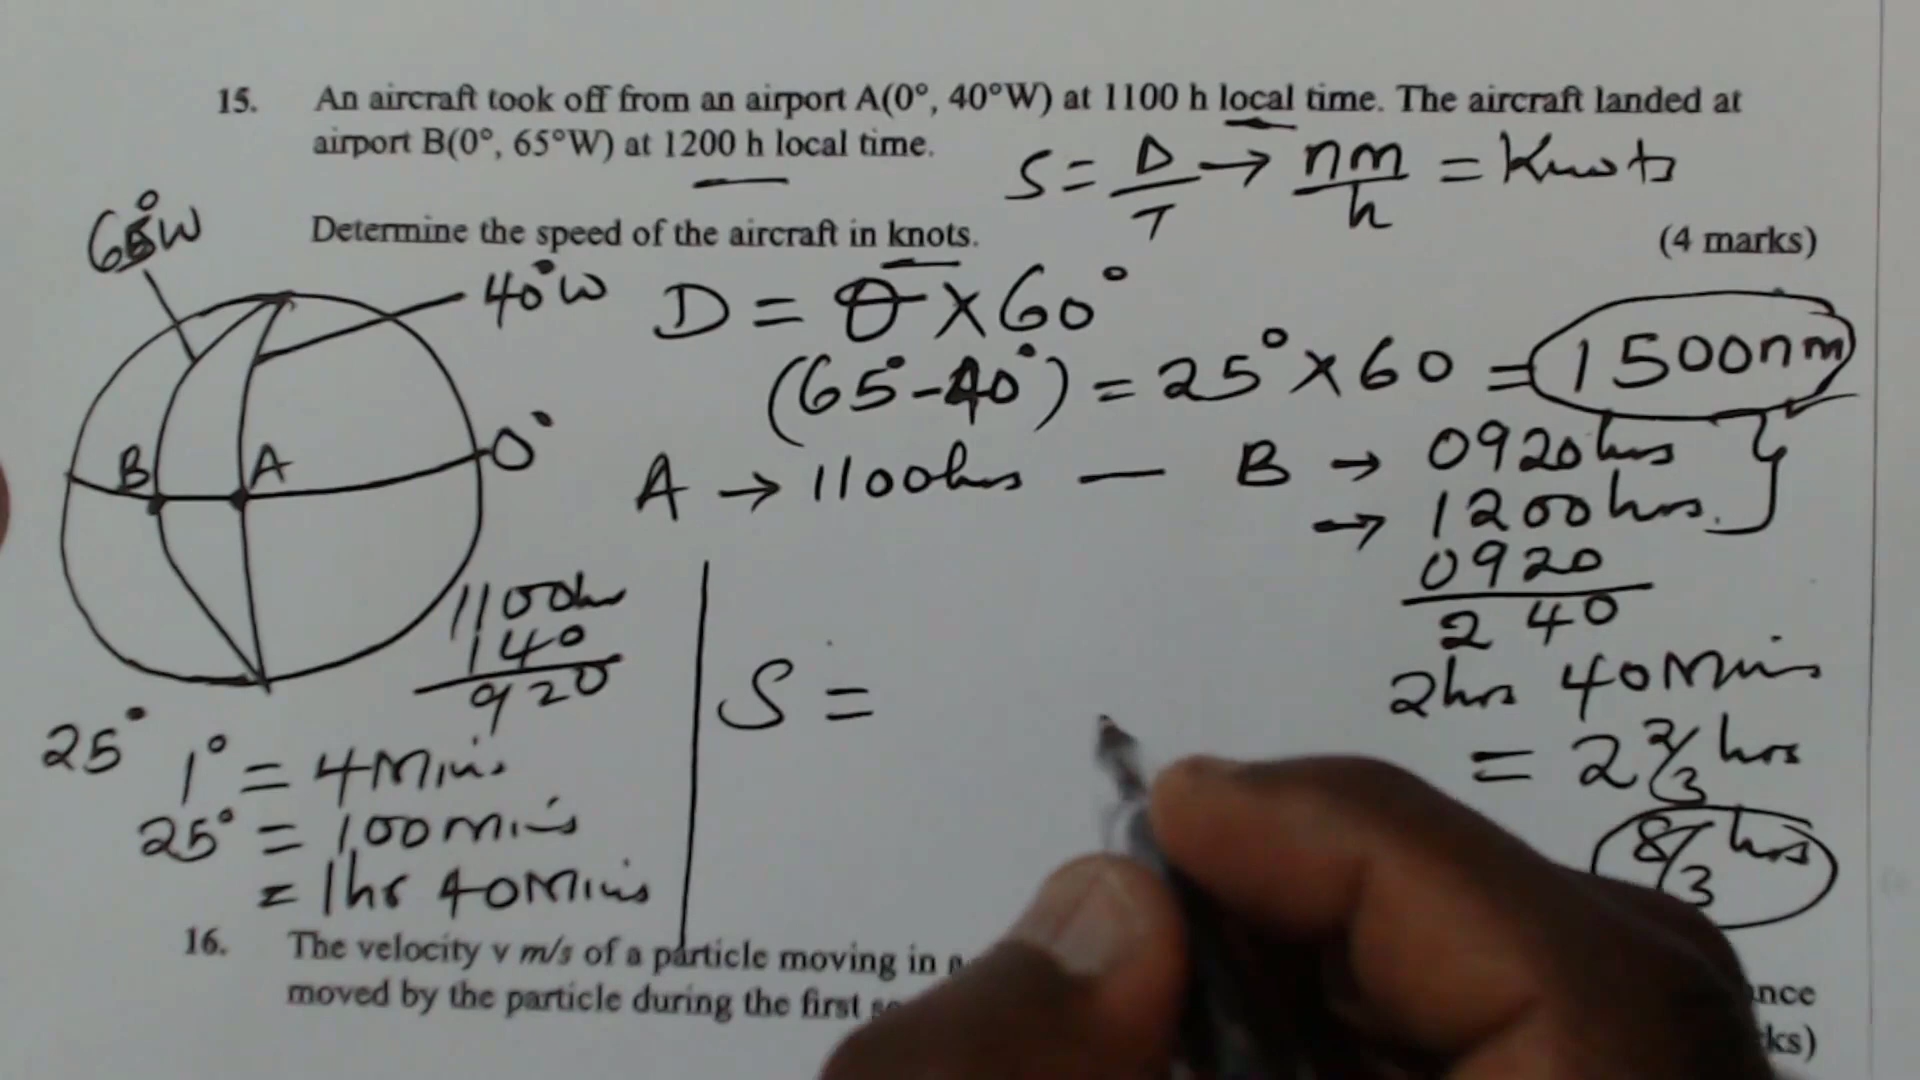 15. An aircraft took off from an airport A(0°, 40°W) at 1100 h local time. The aircraft landed at
airport B(0°, 65°W) at 1200 h local time.
S = D/T → nm/h = Knots
Determine the speed of the aircraft in knots. (4 marks)
65°W
40°W
D = θ × 60°
(65° - 40°) = 25° × 60 = 1500nm
B A 0°
A → 1100hrs — B → 0920hrs
→ 1200hrs.
0920
2 40
2hrs 40Mins
= 2 2/3 hrs
8/3 hrs
1100hrs
140
920
S =
25°
1° = 4Mins
25° = 100mins
= 1hr 40Mins
16. The velocity v m/s of a particle moving in
moved by the particle during the first